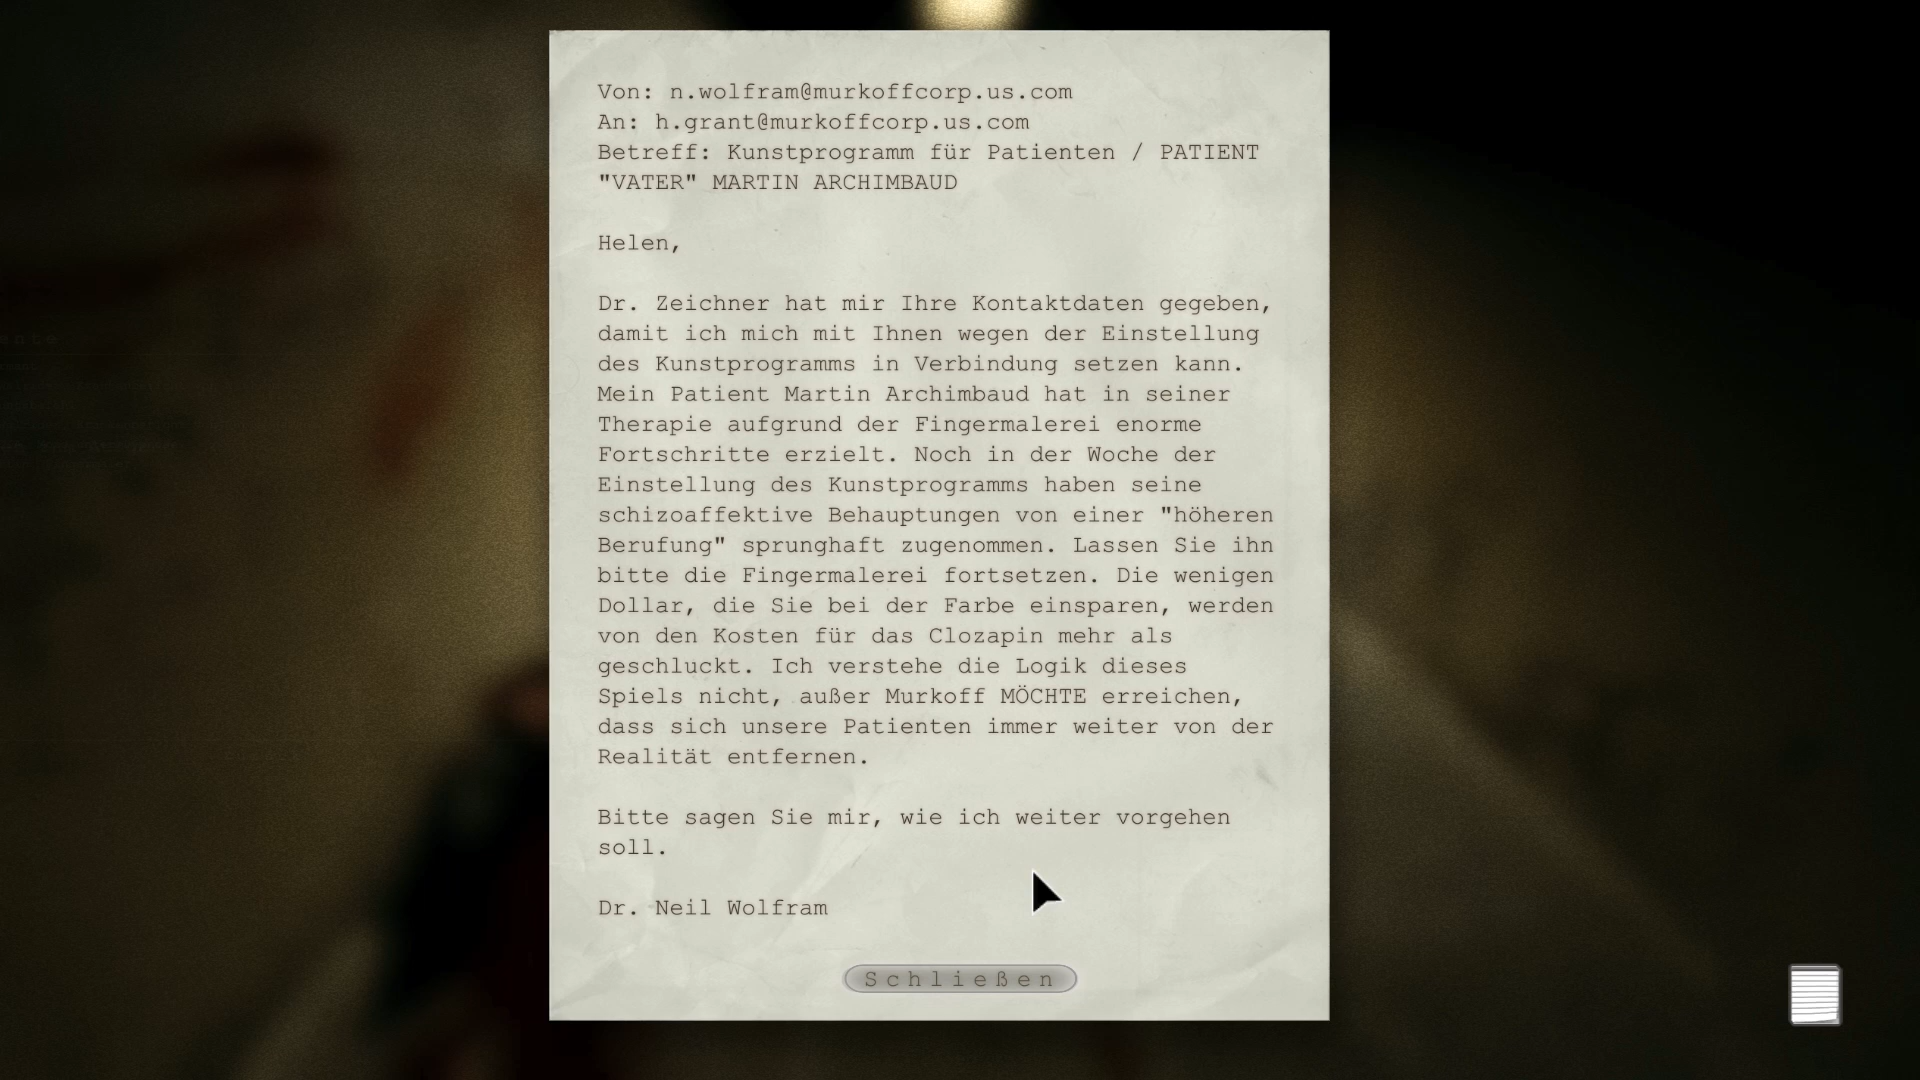 Von: n.wolfram@murkoffcorp.us.com
An: h.grant@murkoffcorp.us.com
Betreff: Kunstprogramm für Patienten / PATIENT
"VATER" MARTIN ARCHIMBAUD
Helen,
Dr. Zeichner hat mir Ihre Kontaktdaten gegeben,
damit ich mich mit Ihnen wegen der Einstellung
des Kunstprogramms in Verbindung setzen kann.
Mein Patient Martin Archimbaud hat in seiner
Therapie aufgrund der Fingermalerei enorme
Fortschritte erzielt. Noch in der Woche der
Einstellung des Kunstprogramms haben seine
schizoaffektive Behauptungen von einer "höheren
Berufung" sprunghaft zugenommen. Lassen Sie ihn
bitte die Fingermalerei fortsetzen. Die wenigen
Dollar, die Sie bei der Farbe einsparen, werden
von den Kosten für das Clozapin mehr als
geschluckt. Ich verstehe die Logik dieses
Spiels nicht, außer Murkoff MÖCHTE erreichen,
dass sich unsere Patienten immer weiter von der
Realität entfernen.
Bitte sagen Sie mir, wie ich weiter vorgehen
soll.
Dr. Neil Wolfram
Schließen